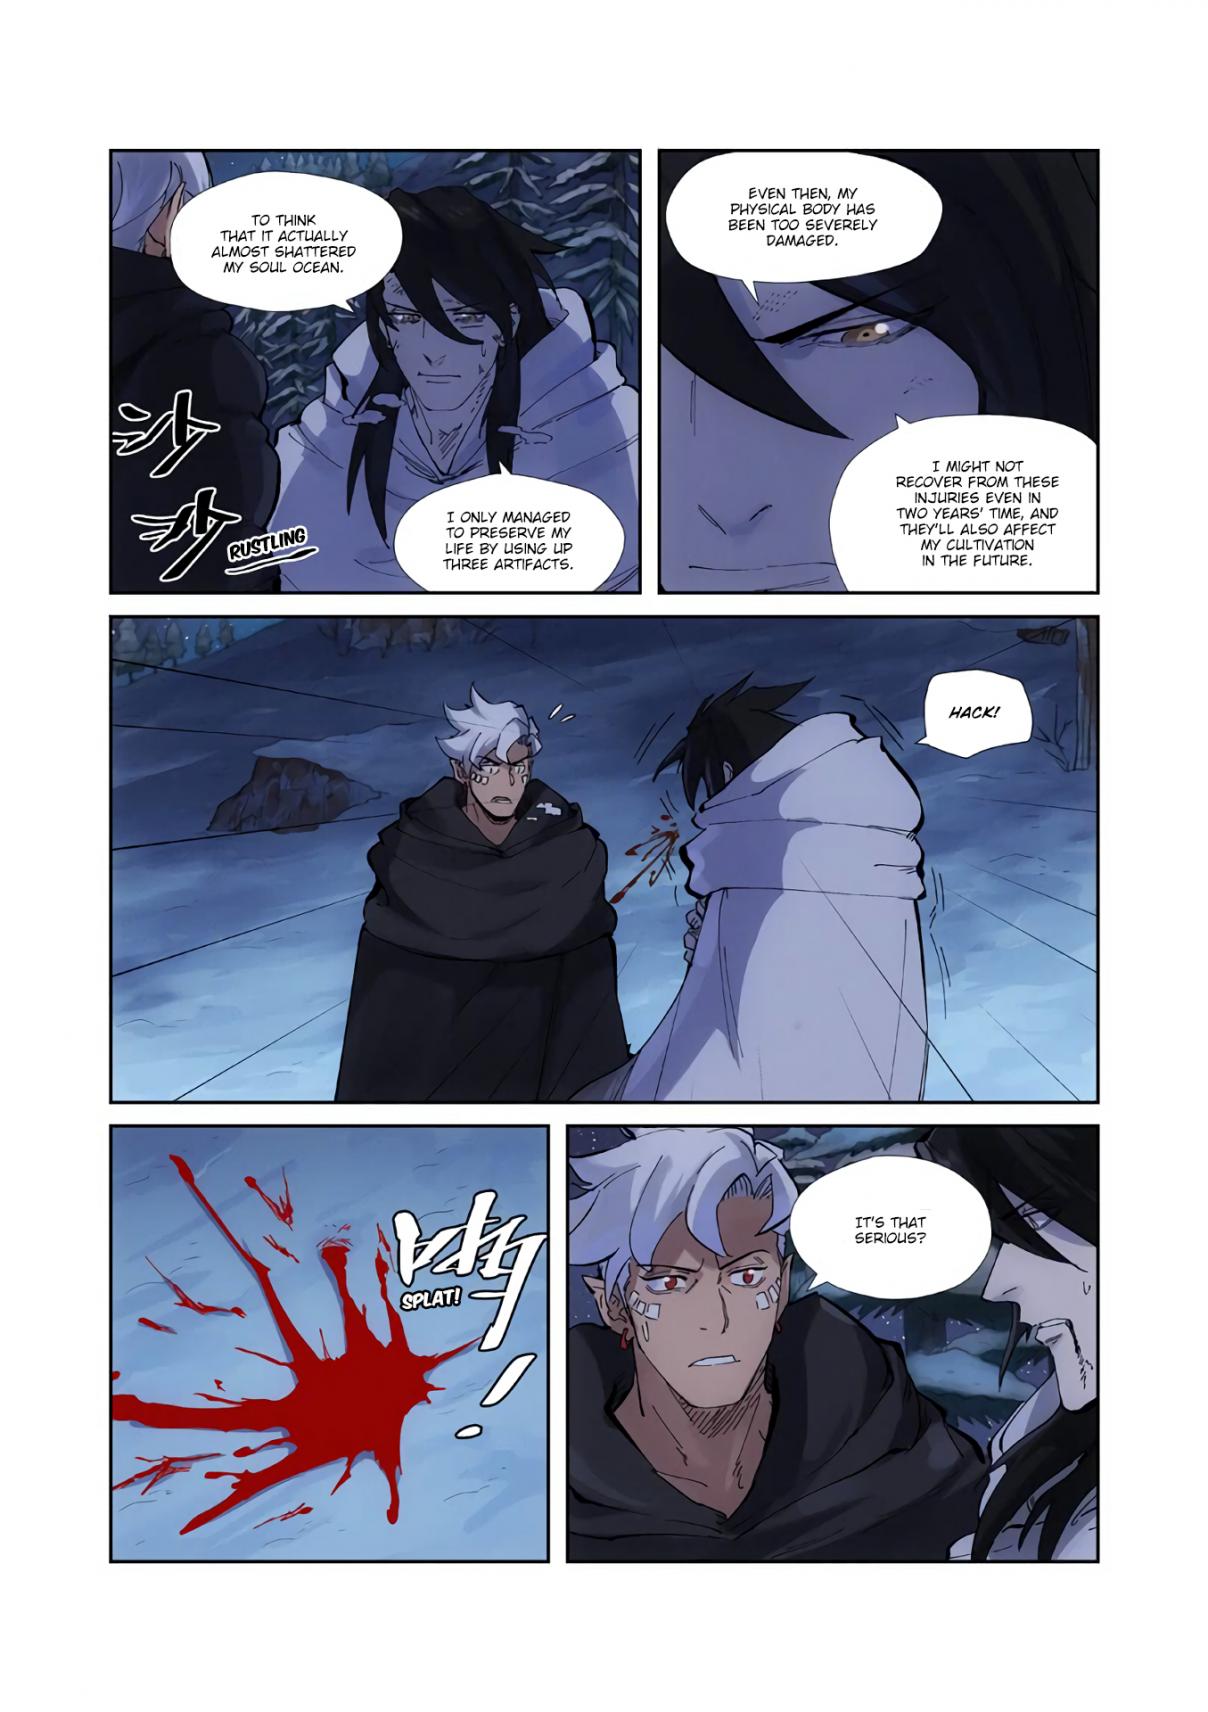 TO THINK
THAT IT ACTUALLY
ALMOST SHATTERED
MY SOUL OCEAN.
沙
沙
RUSTLING
I ONLY MANAGED
TO PRESERVE MY
LIFE BY USING UP
THREE ARTIFACTS.
EVEN THEN, MY
PHYSICAL BODY HAS
BEEN TOO SEVERELY
DAMAGED.
I MIGHT NOT
RECOVER FROM THESE
INJURIES EVEN IN
TWO YEARS' TIME, AND
THEY'LL ALSO AFFECT
MY CULTIVATION
IN THE FUTURE.
HACK!
SPLAT!
IT'S THAT
SERIOUS?